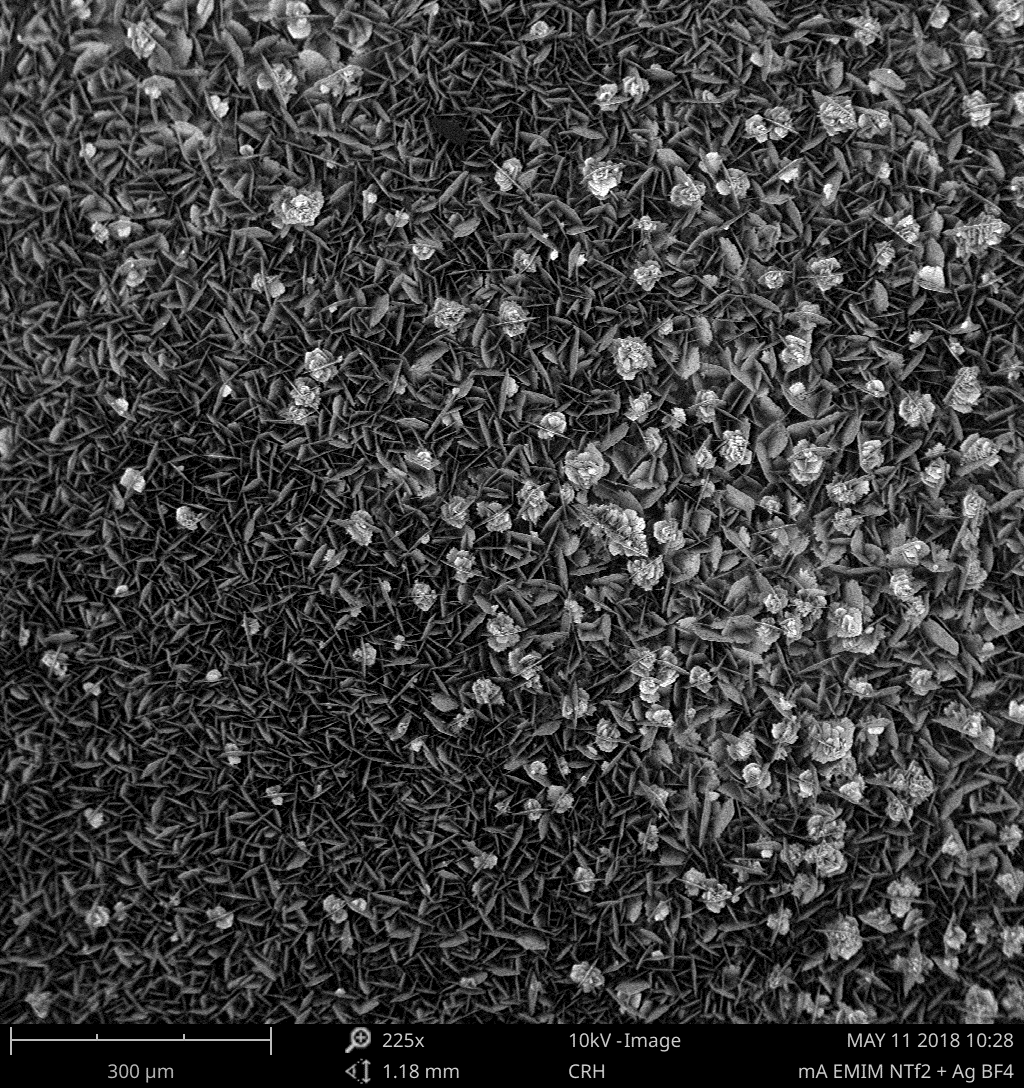 225x 10kV -Image MAY 11 2018 10:28
300 µm 1.18 mm CRH mA EMIM NTf2 + Ag BF4